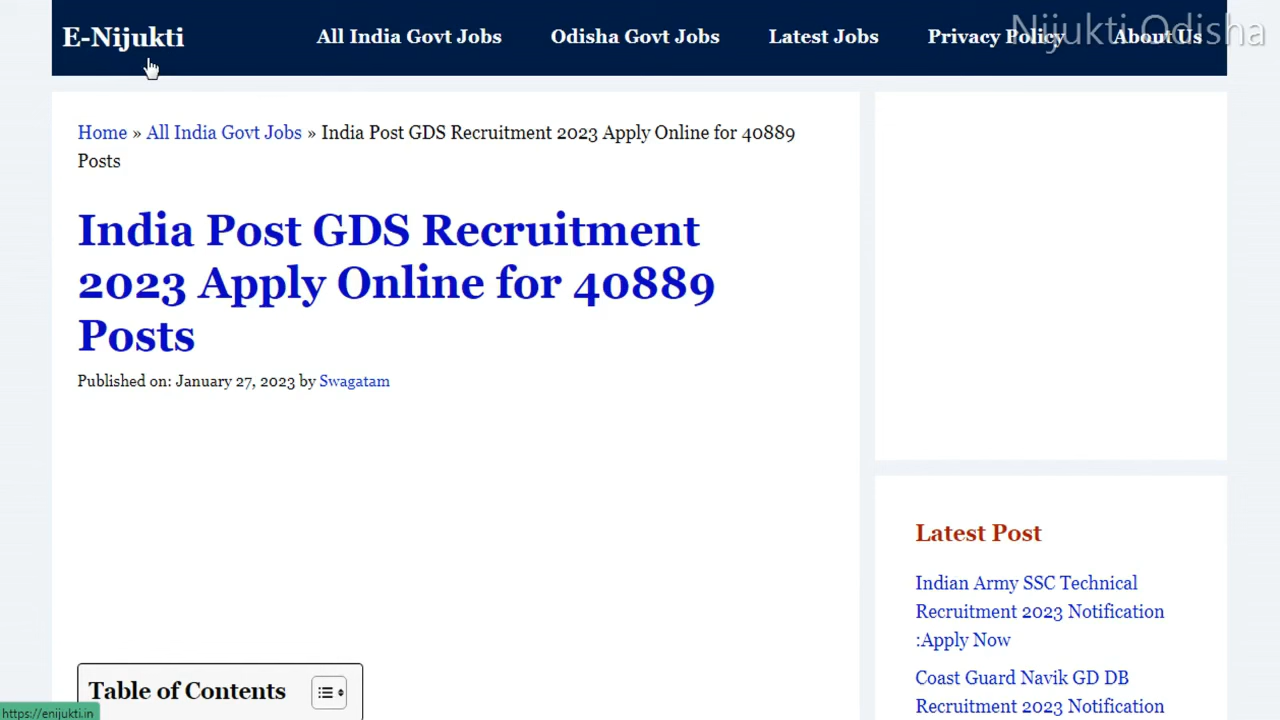 E-Nijukti
All India Govt Jobs
Odisha Govt Jobs
Latest Jobs
Privacy Policy
About Us
Nijukti Odisha
Home » All India Govt Jobs » India Post GDS Recruitment 2023 Apply Online for 40889
Posts
India Post GDS Recruitment
2023 Apply Online for 40889
Posts
Published on: January 27, 2023 by Swagatam
Table of Contents
Latest Post
Indian Army SSC Technical
Recruitment 2023 Notification
:Apply Now
Coast Guard Navik GD DB
Recruitment 2023 Notification
https://enijukti.in